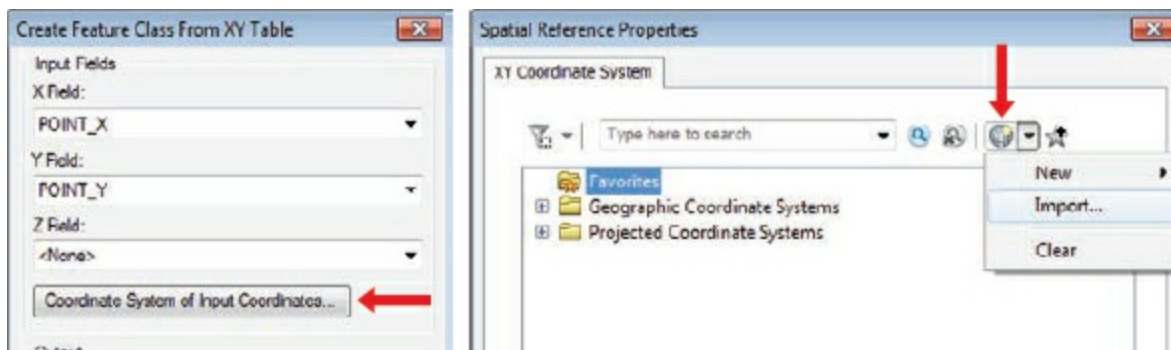 Create Feature Class From XY Table
Input Fields
X Field:
POINT_X
Y Field:
POINT_Y
Z Field:
<None>
Coordinate System of Input Coordinates...
Spatial Reference Properties
XY Coordinate System
Type here to search
Favorites
Geographic Coordinate Systems
Projected Coordinate Systems
New
Import...
Clear